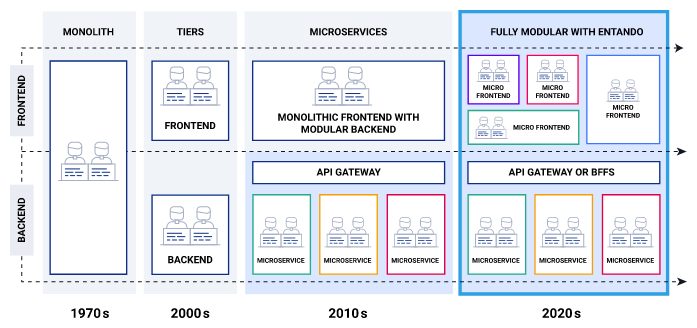 MONOLITH
TIERS
MICROSERVICES
FULLY MODULAR WITH ENTANDO
FRONTEND
FRONTEND
MONOLITHIC FRONTEND WITH
MODULAR BACKEND
MICRO
FRONTEND
MICRO
FRONTEND
MICRO FRONTEND
MICRO
FRONTEND
API GATEWAY
API GATEWAY OR BFFS
BACKEND
BACKEND
MICROSERVICE
MICROSERVICE
MICROSERVICE
MICROSERVICE
MICROSERVICE
MICROSERVICE
1970s
2000s
2010s
2020s